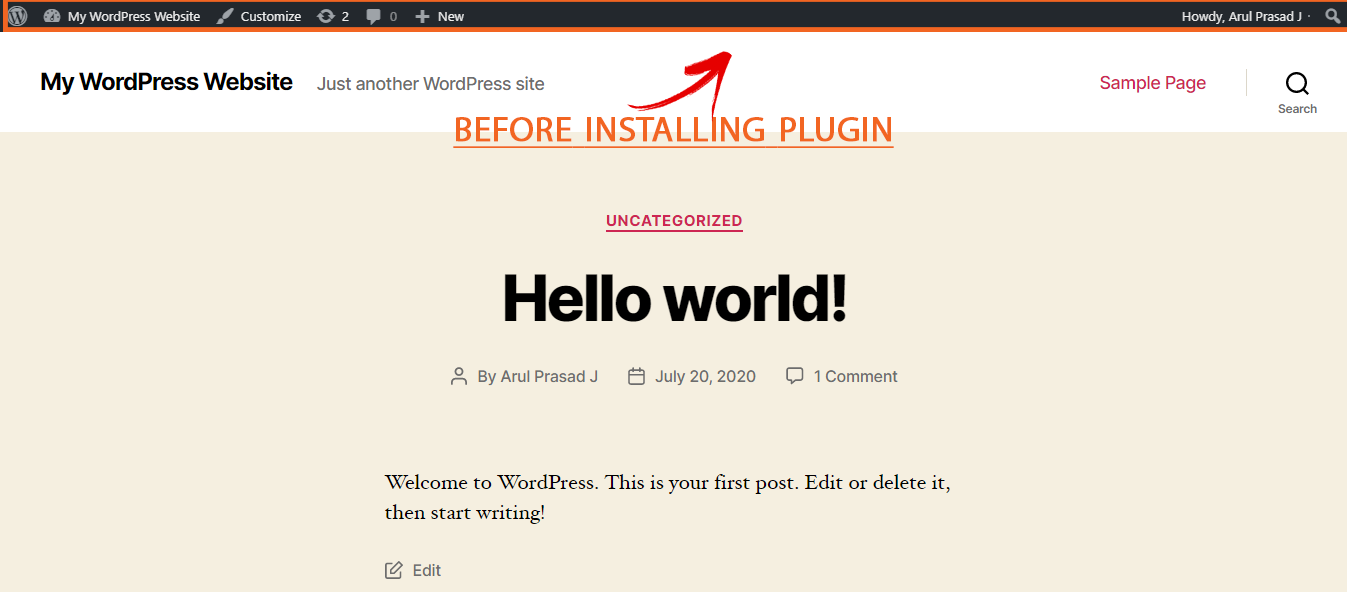 My WordPress Website Customize 2 0 New Howdy, Arul Prasad J
My WordPress Website Just another WordPress site Sample Page
Search
BEFORE INSTALLING PLUGIN
UNCATEGORIZED
Hello world!
By Arul Prasad J July 20, 2020 1 Comment
Welcome to WordPress. This is your first post. Edit or delete it,
then start writing!
Edit